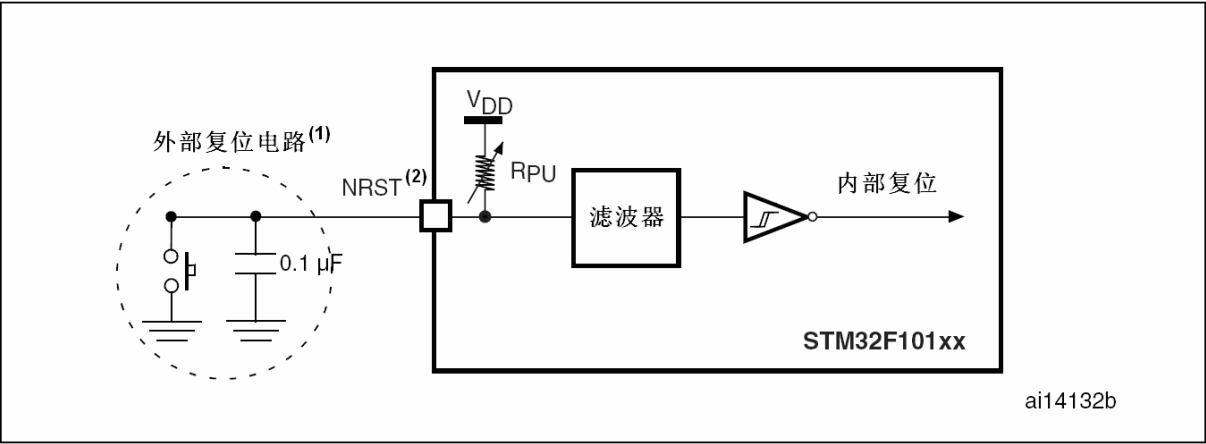 VDD
外部复位电路(1)
NRST(2)
RPU
内部复位
滤波器
0.1 µF
STM32F101xx
ai14132b